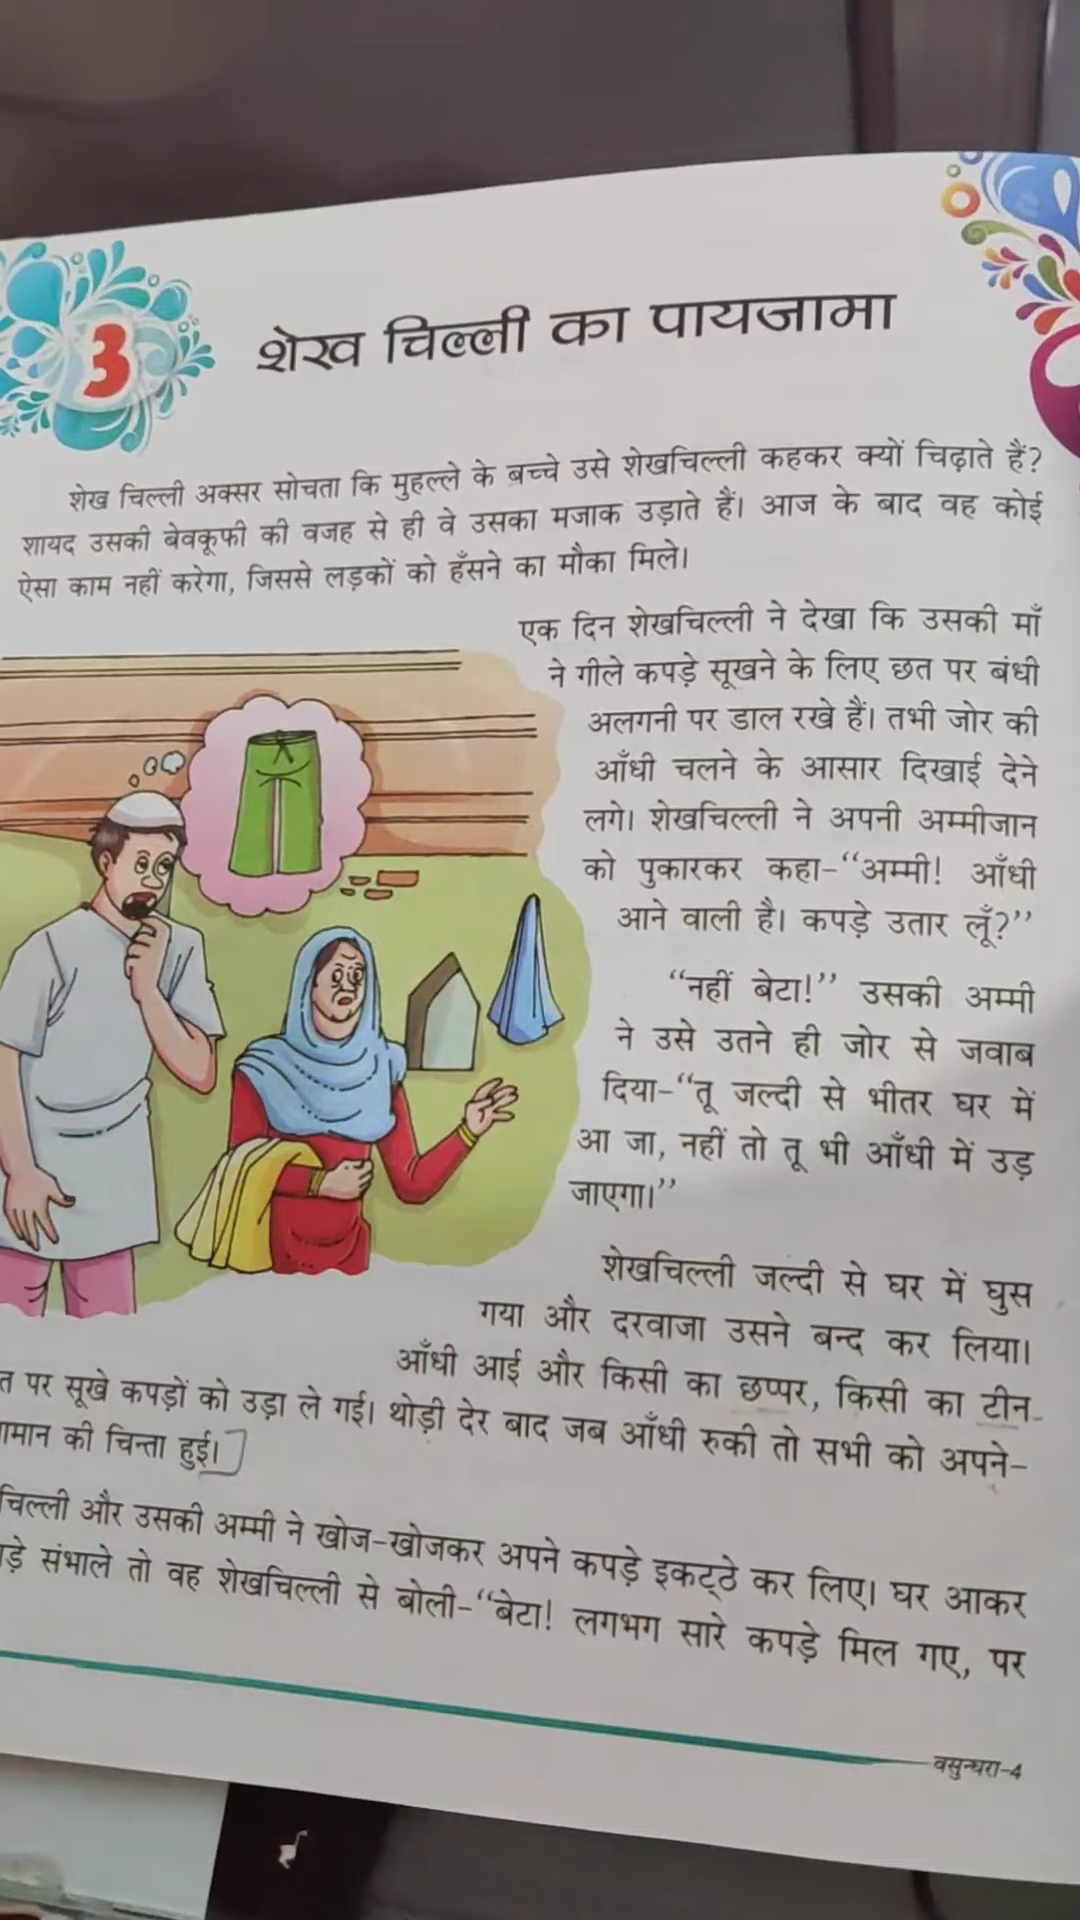 3
शेख चिल्ली का पायजामा
शेख चिल्ली अक्सर सोचता कि मुहल्ले के बच्चे उसे शेखचिल्ली कहकर क्यों चिढ़ाते हैं?
शायद उसकी बेवकूफी की वजह से ही वे उसका मजाक उड़ाते हैं। आज के बाद वह कोई
ऐसा काम नहीं करेगा, जिससे लड़कों को हँसने का मौका मिले।
एक दिन शेखचिल्ली ने देखा कि उसकी माँ
ने गीले कपड़े सूखने के लिए छत पर बंधी
अलगनी पर डाल रखे हैं। तभी जोर की
आँधी चलने के आसार दिखाई देने
लगे। शेखचिल्ली ने अपनी अम्मीजान
को पुकारकर कहा-“अम्मी! आँधी
आने वाली है। कपड़े उतार लूँ?”
“नहीं बेटा!” उसकी अम्मी
ने उसे उतने ही जोर से जवाब
दिया-“तू जल्दी से भीतर घर में
आ जा, नहीं तो तू भी आँधी में उड़
जाएगा।”
शेखचिल्ली जल्दी से घर में घुस
गया और दरवाजा उसने बन्द कर लिया।
आँधी आई और किसी का छप्पर, किसी का टीन-
त पर सूखे कपड़ों को उड़ा ले गई। थोड़ी देर बाद जब आँधी रुकी तो सभी को अपने-
ामान की चिन्ता हुई।
चिल्ली और उसकी अम्मी ने खोज-खोजकर अपने कपड़े इकट्ठे कर लिए। घर आकर
ड़े संभाले तो वह शेखचिल्ली से बोली-“बेटा! लगभग सारे कपड़े मिल गए, पर
वसुन्धरा-4